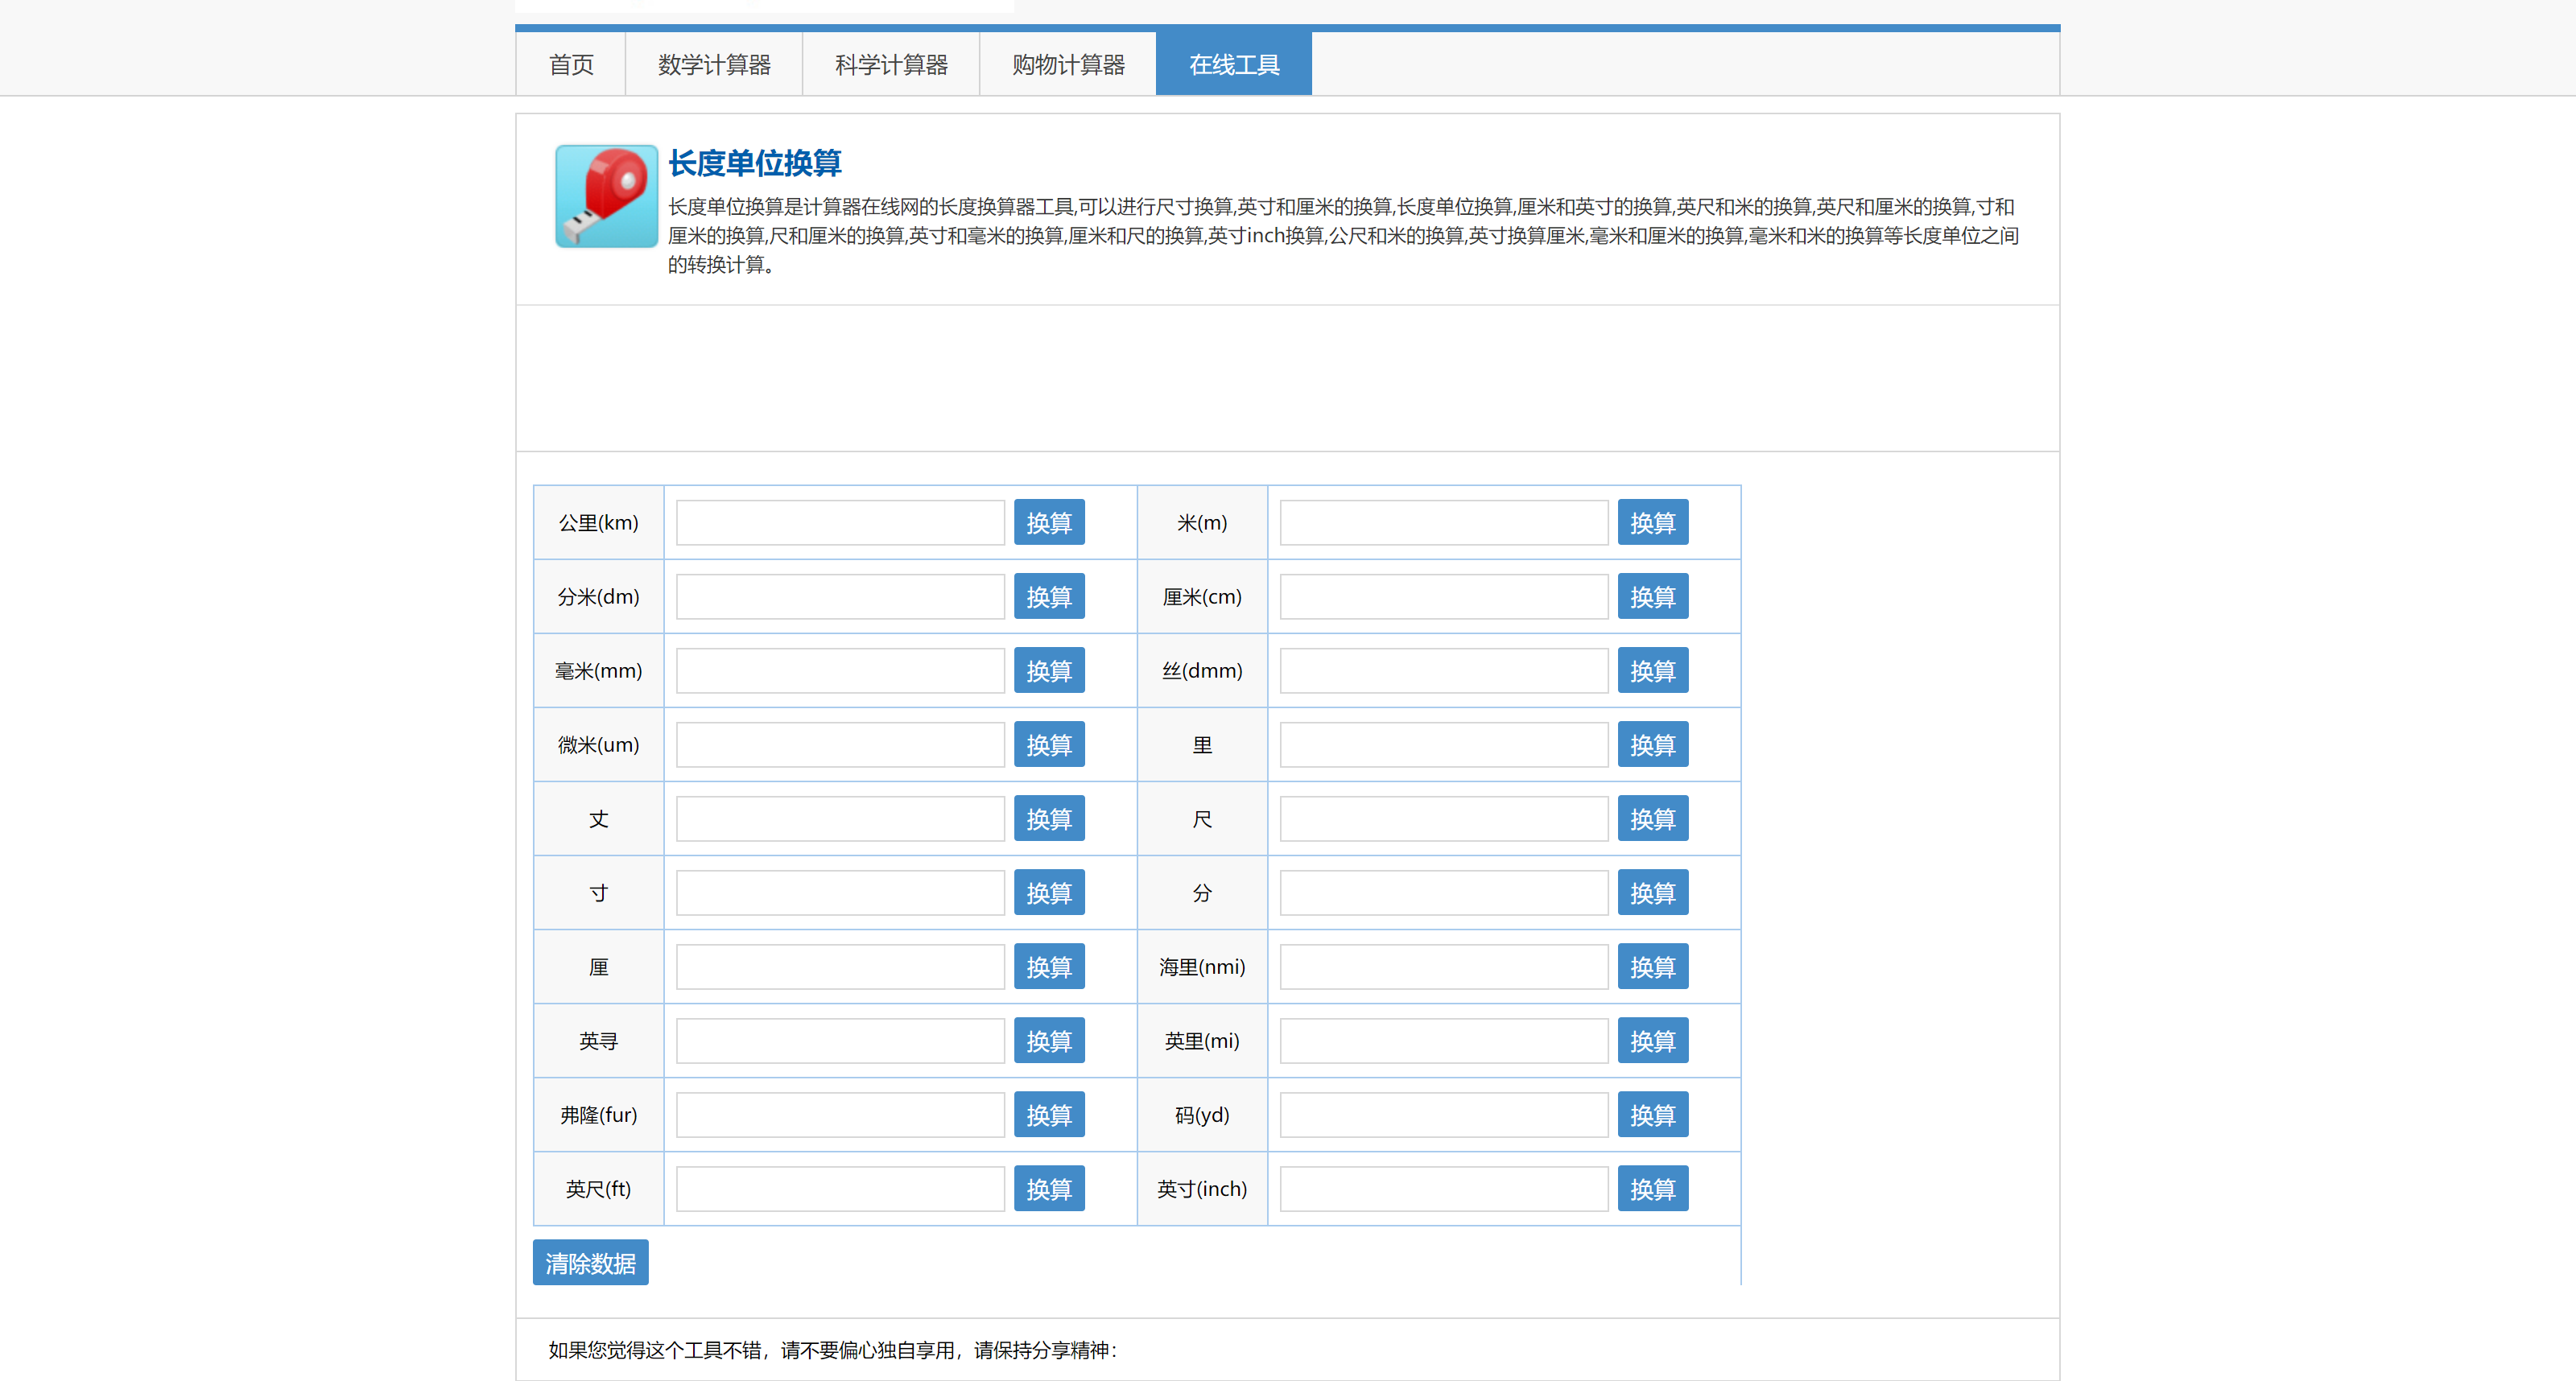 首页 数学计算器 科学计算器 购物计算器 在线工具
长度单位换算
长度单位换算是计算器在线网的长度换算器工具,可以进行尺寸换算,英寸和厘米的换算,长度单位换算,厘米和英寸的换算,英尺和米的换算,英尺和厘米的换算,寸和
厘米的换算,尺和厘米的换算,英寸和毫米的换算,厘米和尺的换算,英寸inch换算,公尺和米的换算,英寸换算厘米,毫米和厘米的换算,毫米和米的换算等长度单位之间
的转换计算。
公里(km) 换算 米(m) 换算
分米(dm) 换算 厘米(cm) 换算
毫米(mm) 换算 丝(dmm) 换算
微米(um) 换算 里 换算
丈 换算 尺 换算
寸 换算 分 换算
厘 换算 海里(nmi) 换算
英寻 换算 英里(mi) 换算
弗隆(fur) 换算 码(yd) 换算
英尺(ft) 换算 英寸(inch) 换算
清除数据
如果您觉得这个工具不错，请不要偏心独自享用，请保持分享精神：